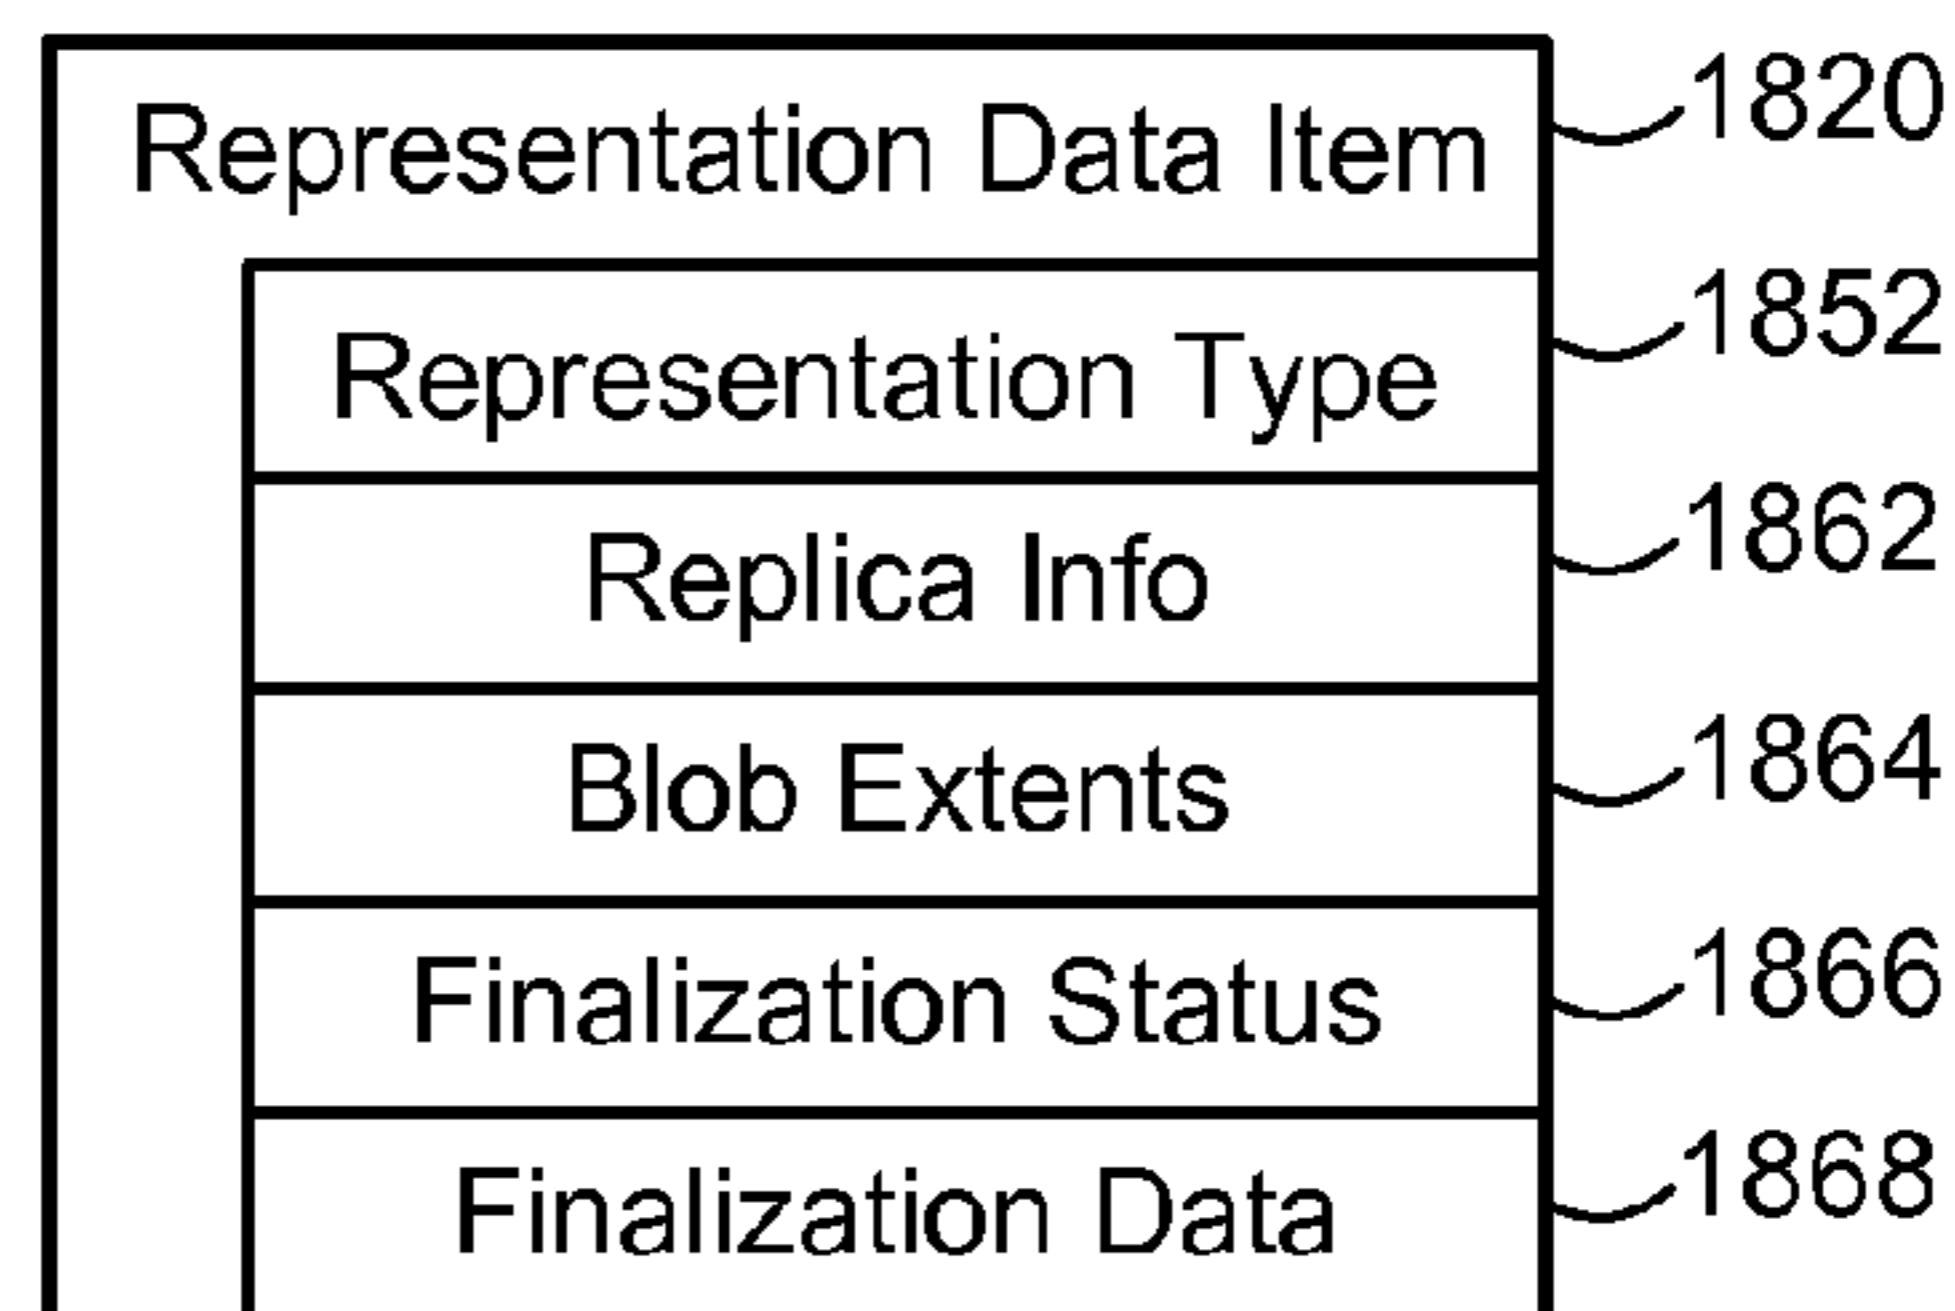 Representation Data Item 1820
Representation Type 1852
Replica Info 1862
Blob Extents 1864
Finalization Status 1866
Finalization Data 1868